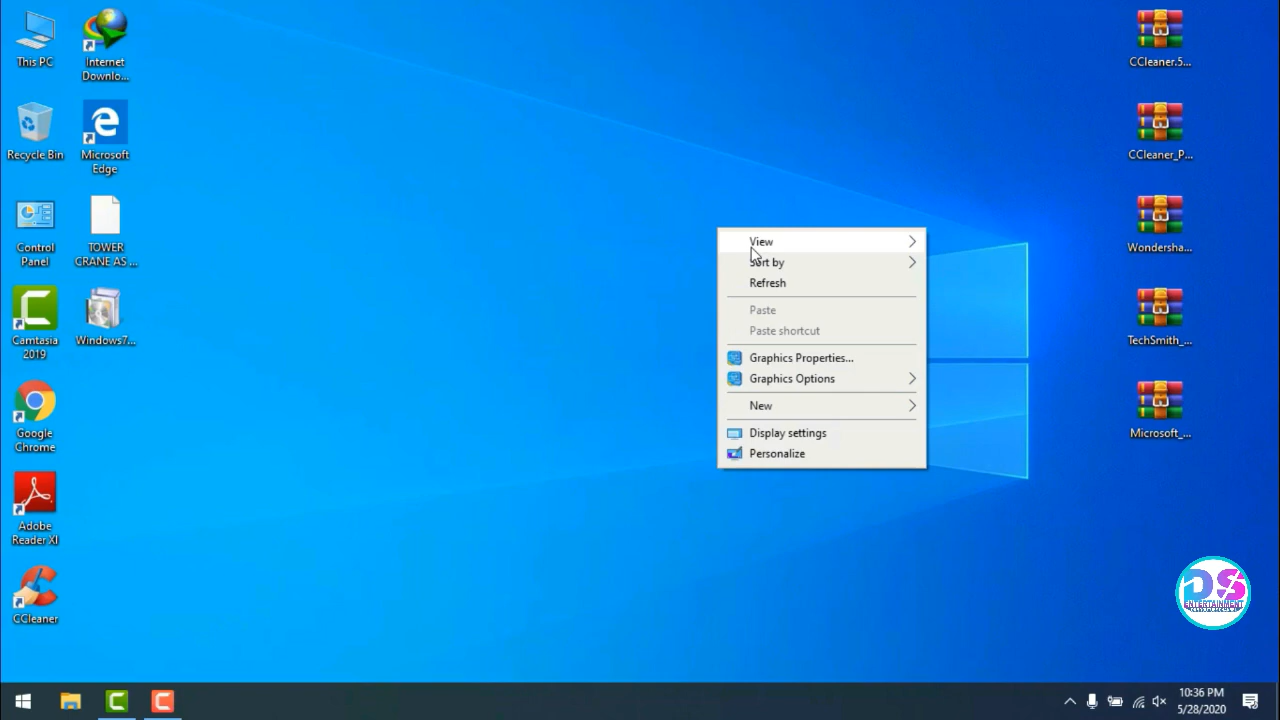 This PC
Internet
Downlo...
Recycle Bin
Microsoft
Edge
Control
Panel
TOWER
CRANE AS ...
Camtasia
2019
Windows7...
Google
Chrome
Adobe
Reader XI
CCleaner
View
Sort by
Refresh
Paste
Paste shortcut
Graphics Properties...
Graphics Options
New
Display settings
Personalize
CCleaner.5...
CCleaner_P...
Wondersha...
TechSmith_...
Microsoft_...
DS
ENTERTAINMENT
10:36 PM
5/28/2020